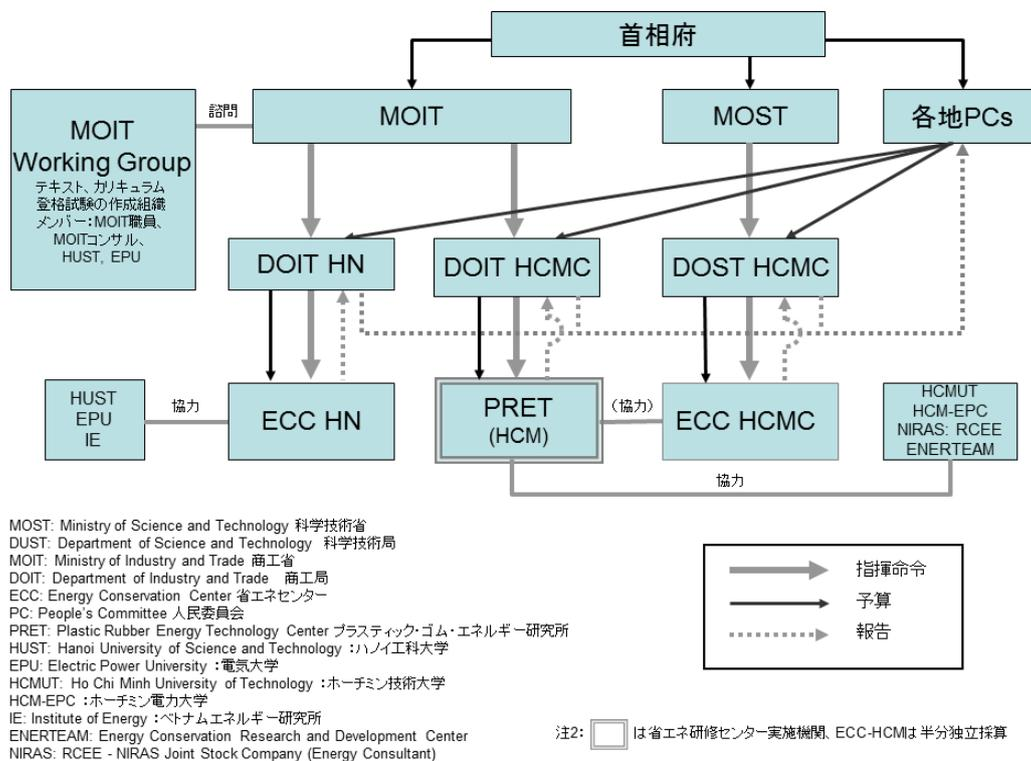 首相府
MOIT
Working Group
テキスト、カリキュラム
登格試験の作成組織
メンバー：MOIT職員、
MOITコンサル、
HUST, EPU
諮問
MOIT
MOST
各地PCs
DOIT HN
DOIT HCMC
DOST HCMC
HUST
EPU
IE
協力
ECC HN
PRET
(HCM)
（協力）
ECC HCMC
HCMUT
HCM-EPC
NIRAS: RCEE
ENERTEAM
協力
MOST: Ministry of Science and Technology 科学技術省
DUST: Department of Science and Technology 科学技術局
MOIT: Ministry of Industry and Trade 商工省
DOIT: Department of Industry and Trade 商工局
ECC: Energy Conservation Center 省エネセンター
PC: People's Committee 人民委員会
PRET: Plastic Rubber Energy Technology Center プラスティック・ゴム・エネルギー研究所
HUST: Hanoi University of Science and Technology ：ハノイ工科大学
EPU: Electric Power University ：電気大学
HCMUT: Ho Chi Minh University of Technology ：ホーチミン技術大学
HCM-EPC ：ホーチミン電力大学
IE: Institute of Energy ：ベトナムエネルギー研究所
ENERTEAM: Energy Conservation Research and Development Center
NIRAS: RCEE - NIRAS Joint Stock Company (Energy Consultant)
指揮命令
予算
報告
注2： は省エネ研修センター実施機関、ECC-HCMは半分独立採算